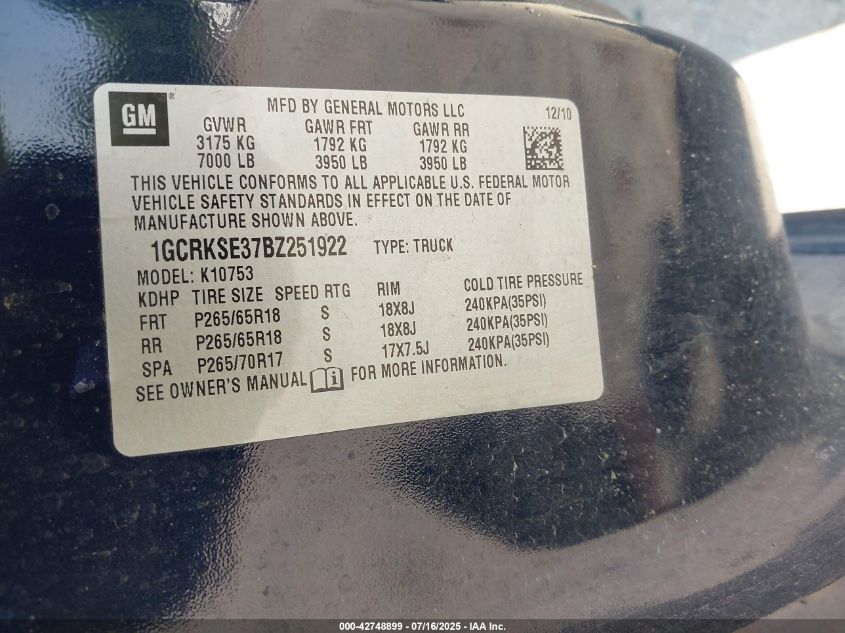 GM ®
MFD BY GENERAL MOTORS LLC 12/10
GVWR GAWR FRT GAWR RR
3175 KG 1792 KG 1792 KG
7000 LB 3950 LB 3950 LB
THIS VEHICLE CONFORMS TO ALL APPLICABLE U.S. FEDERAL MOTOR
VEHICLE SAFETY STANDARDS IN EFFECT ON THE DATE OF
MANUFACTURE SHOWN ABOVE.
1GCRKSE37BZ251922 TYPE: TRUCK
MODEL: K10753
KDHP TIRE SIZE SPEED RTG RIM COLD TIRE PRESSURE
FRT P265/65R18 S 18X8J 240KPA(35PSI)
RR P265/65R18 S 18X8J 240KPA(35PSI)
SPA P265/70R17 S 17X7.5J 240KPA(35PSI)
SEE OWNER'S MANUAL FOR MORE INFORMATION.
000-42748899 - 07/16/2025 - IAA Inc.